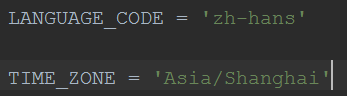 LANGUAGE_CODE = 'zh-hans'
TIME_ZONE = 'Asia/Shanghai'